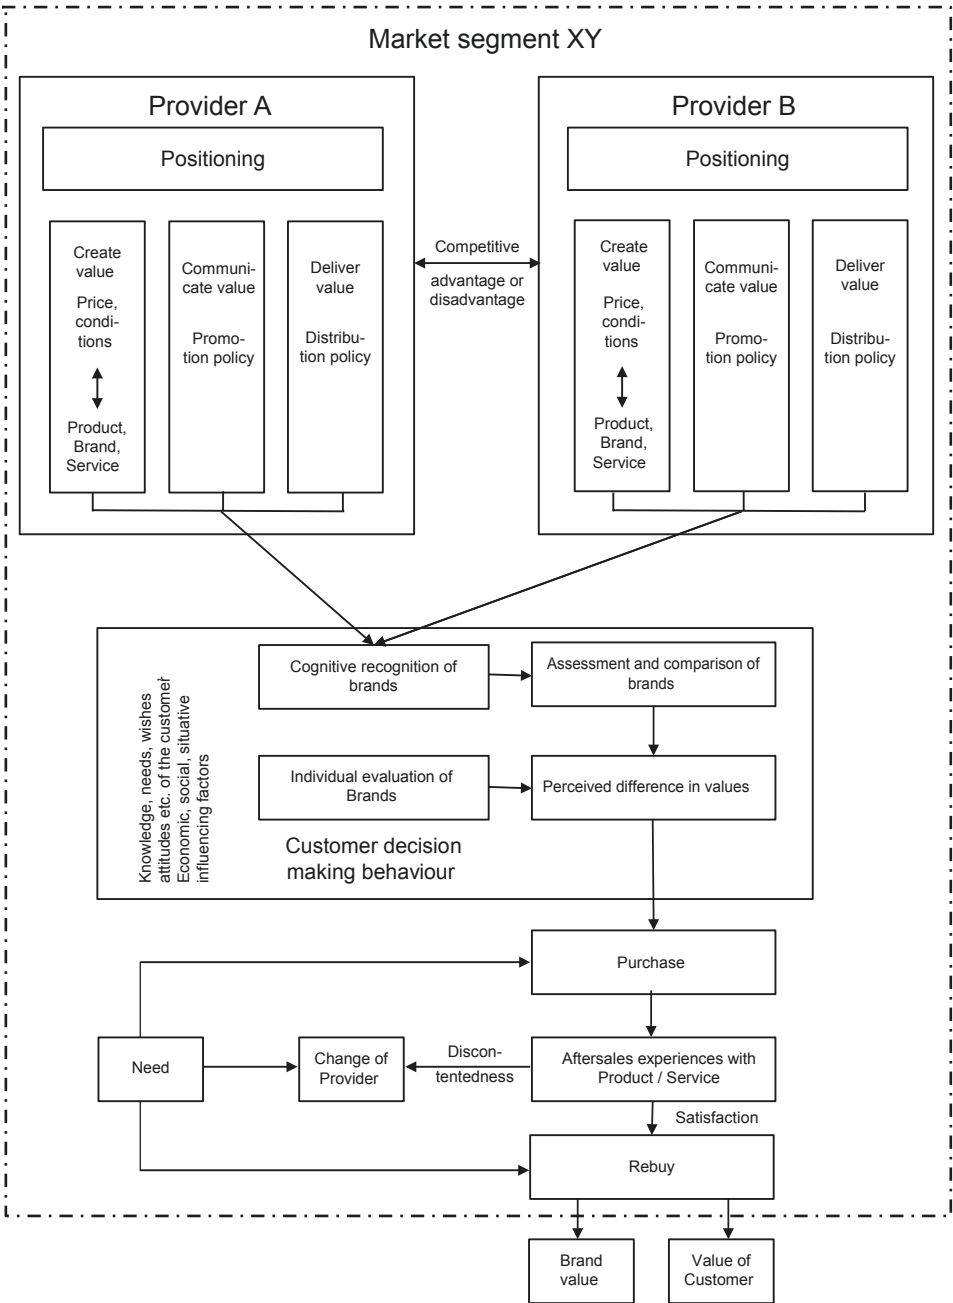 Market segment XY
Provider A
Positioning
Create
value
Price,
condi-
tions
Product,
Brand,
Service
Communi-
cate value
Promo-
tion policy
Deliver
value
Distribu-
tion policy
Competitive
advantage or
disadvantage
Provider B
Positioning
Create
value
Price,
condi-
tions
Product,
Brand,
Service
Communi-
cate value
Promo-
tion policy
Deliver
value
Distribu-
tion policy
Knowledge, needs, wishes
attitudes etc. of the customer
Economic, social, situative
influencing factors
Cognitive recognition of
brands
Assessment and comparison of
brands
Individual evaluation of
Brands
Perceived difference in values
Customer decision
making behaviour
Purchase
Need
Change of
Provider
Discon-
tentedness
Aftersales experiences with
Product / Service
Satisfaction
Rebuy
Brand
value
Value of
Customer